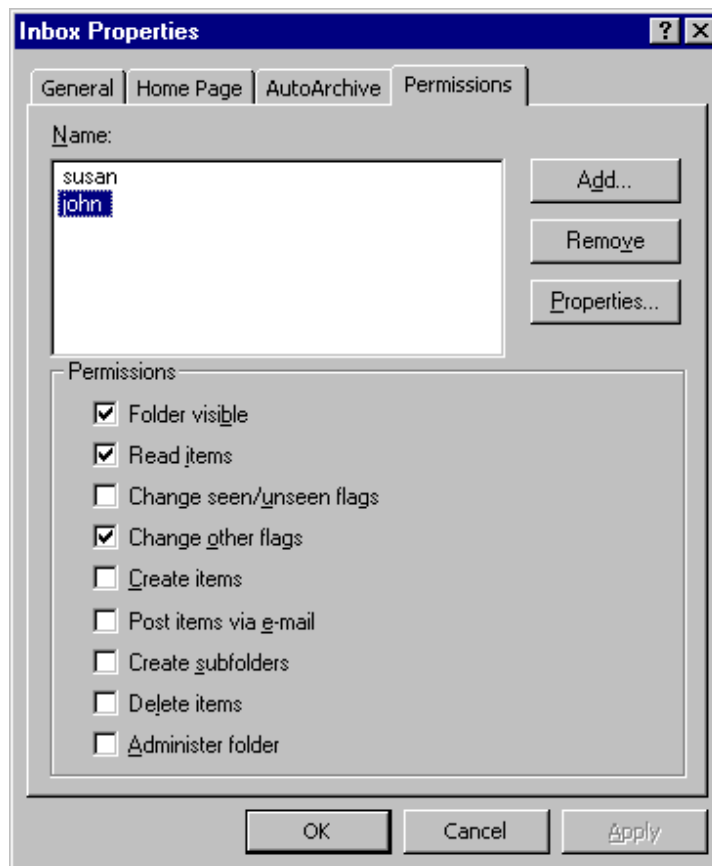 Inbox Properties
General Home Page AutoArchive Permissions
Name:
susan
john
Add...
Remove
Properties...
Permissions
Folder visible
Read items
Change seen/unseen flags
Change other flags
Create items
Post items via e-mail
Create subfolders
Delete items
Administer folder
OK Cancel Apply